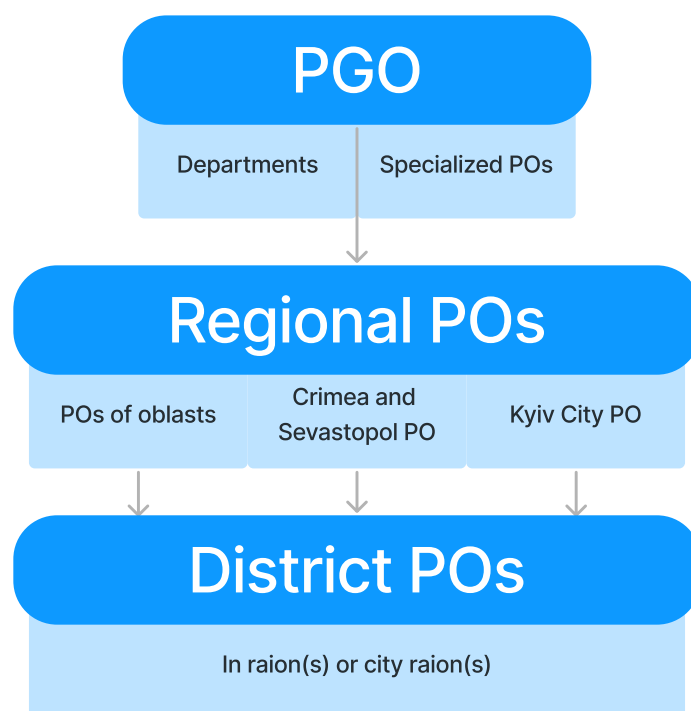 PGO
Departments
Specialized POs
Regional POs
POs of oblasts
Crimea and
Sevastopol PO
Kyiv City PO
District POs
In raion(s) or city raion(s)